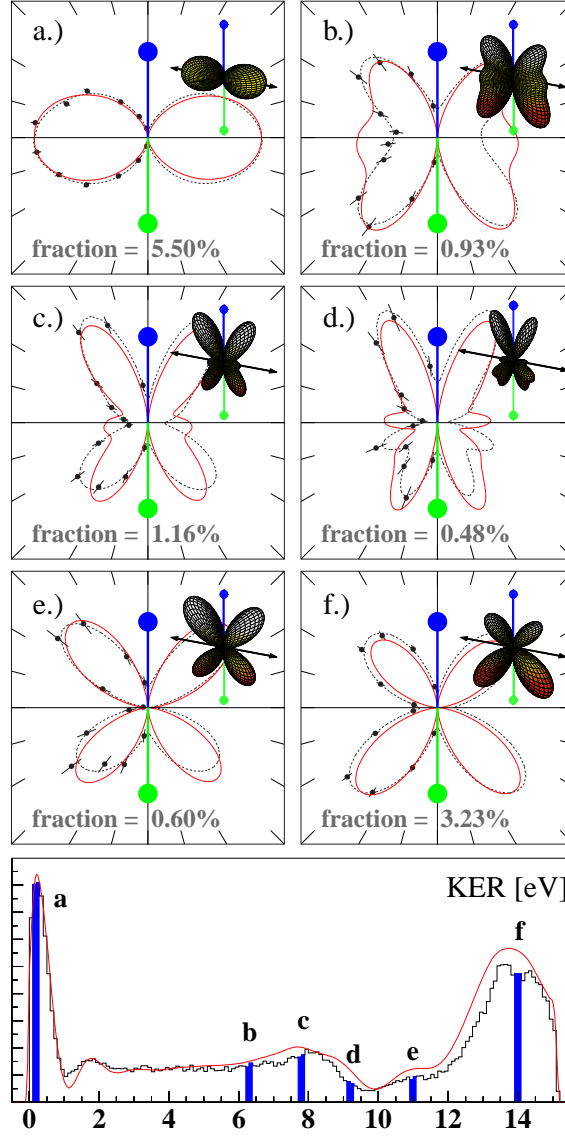 a.)
b.)
fraction = 5.50%
fraction = 0.93%
c.)
d.)
fraction = 1.16%
fraction = 0.48%
e.)
f.)
fraction = 0.60%
fraction = 3.23%
KER [eV]
a
f
b
c
d
e
0 2 4 6 8 10 12 14